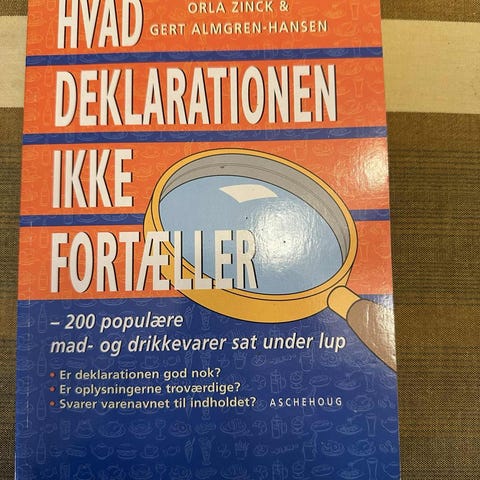 ORLA ZINCK &
GERT ALMGREN-HANSEN
HVAD
DEKLARATIONEN
IKKE
FORTÆLLER
– 200 populære
mad- og drikkevarer sat under lup
• Er deklarationen god nok?
• Er oplysningerne troværdige?
• Svarer varenavnet til indholdet? ASCHEHOUG